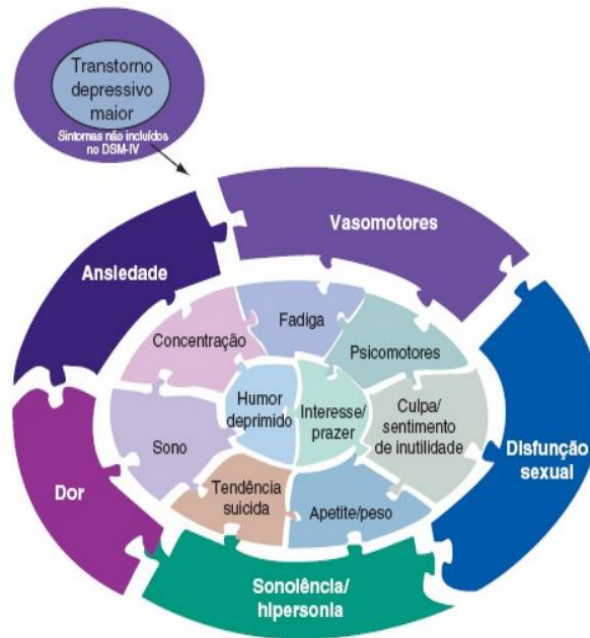 Transtorno
depressivo
maior
Sintomas não incluídos
no DSM-IV
Vasomotores
Ansiedade
Fadiga
Concentração
Psicomotores
Humor
deprimido
Interesse/
prazer
Culpa/
sentimento
de inutilidade
Sono
Disfunção
sexual
Dor
Tendência
suicida
Apetite/peso
Sonolência/
hipersonia